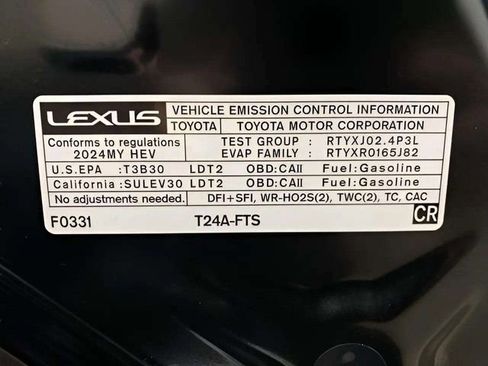 LEXUS VEHICLE EMISSION CONTROL INFORMATION
TOYOTA TOYOTA MOTOR CORPORATION
Conforms to regulations TEST GROUP : RTYXJ02.4P3L
2024MY HEV EVAP FAMILY : RTYXR0165J82
U.S.EPA : T3B30 LDT2 OBD:CAII Fuel:Gasoline
California : SULEV30 LDT2 OBD:CAII Fuel:Gasoline
No adjustments needed. DFI+SFI, WR-HO2S(2), TWC(2), TC, CAC
F0331 T24A-FTS CR